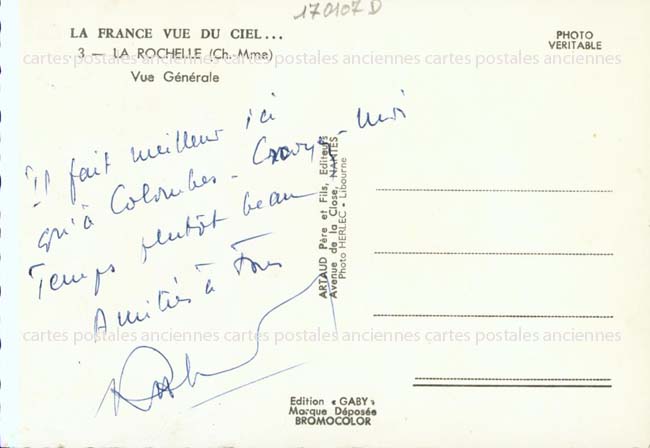 170107 D
LA FRANCE VUE DU CIEL...
3 — LA ROCHELLE (Ch.-Mme)
Vue Générale
PHOTO
VERITABLE
cartes postales anciennes cartes postales anciennes cartes postales anciennes
Il fait meilleur ici
qu'à Colombes - Croyez-moi
Temps plutôt beau
Amitiés à Tous
ARTAUD Père et Fils, Editeurs
Avenue de la Close, NANTES
Photo HERLEC - Libourne
cartes postales anciennes cartes postales anciennes cartes postales anciennes
Edition « GABY »
Marque Déposée
BROMOCOLOR